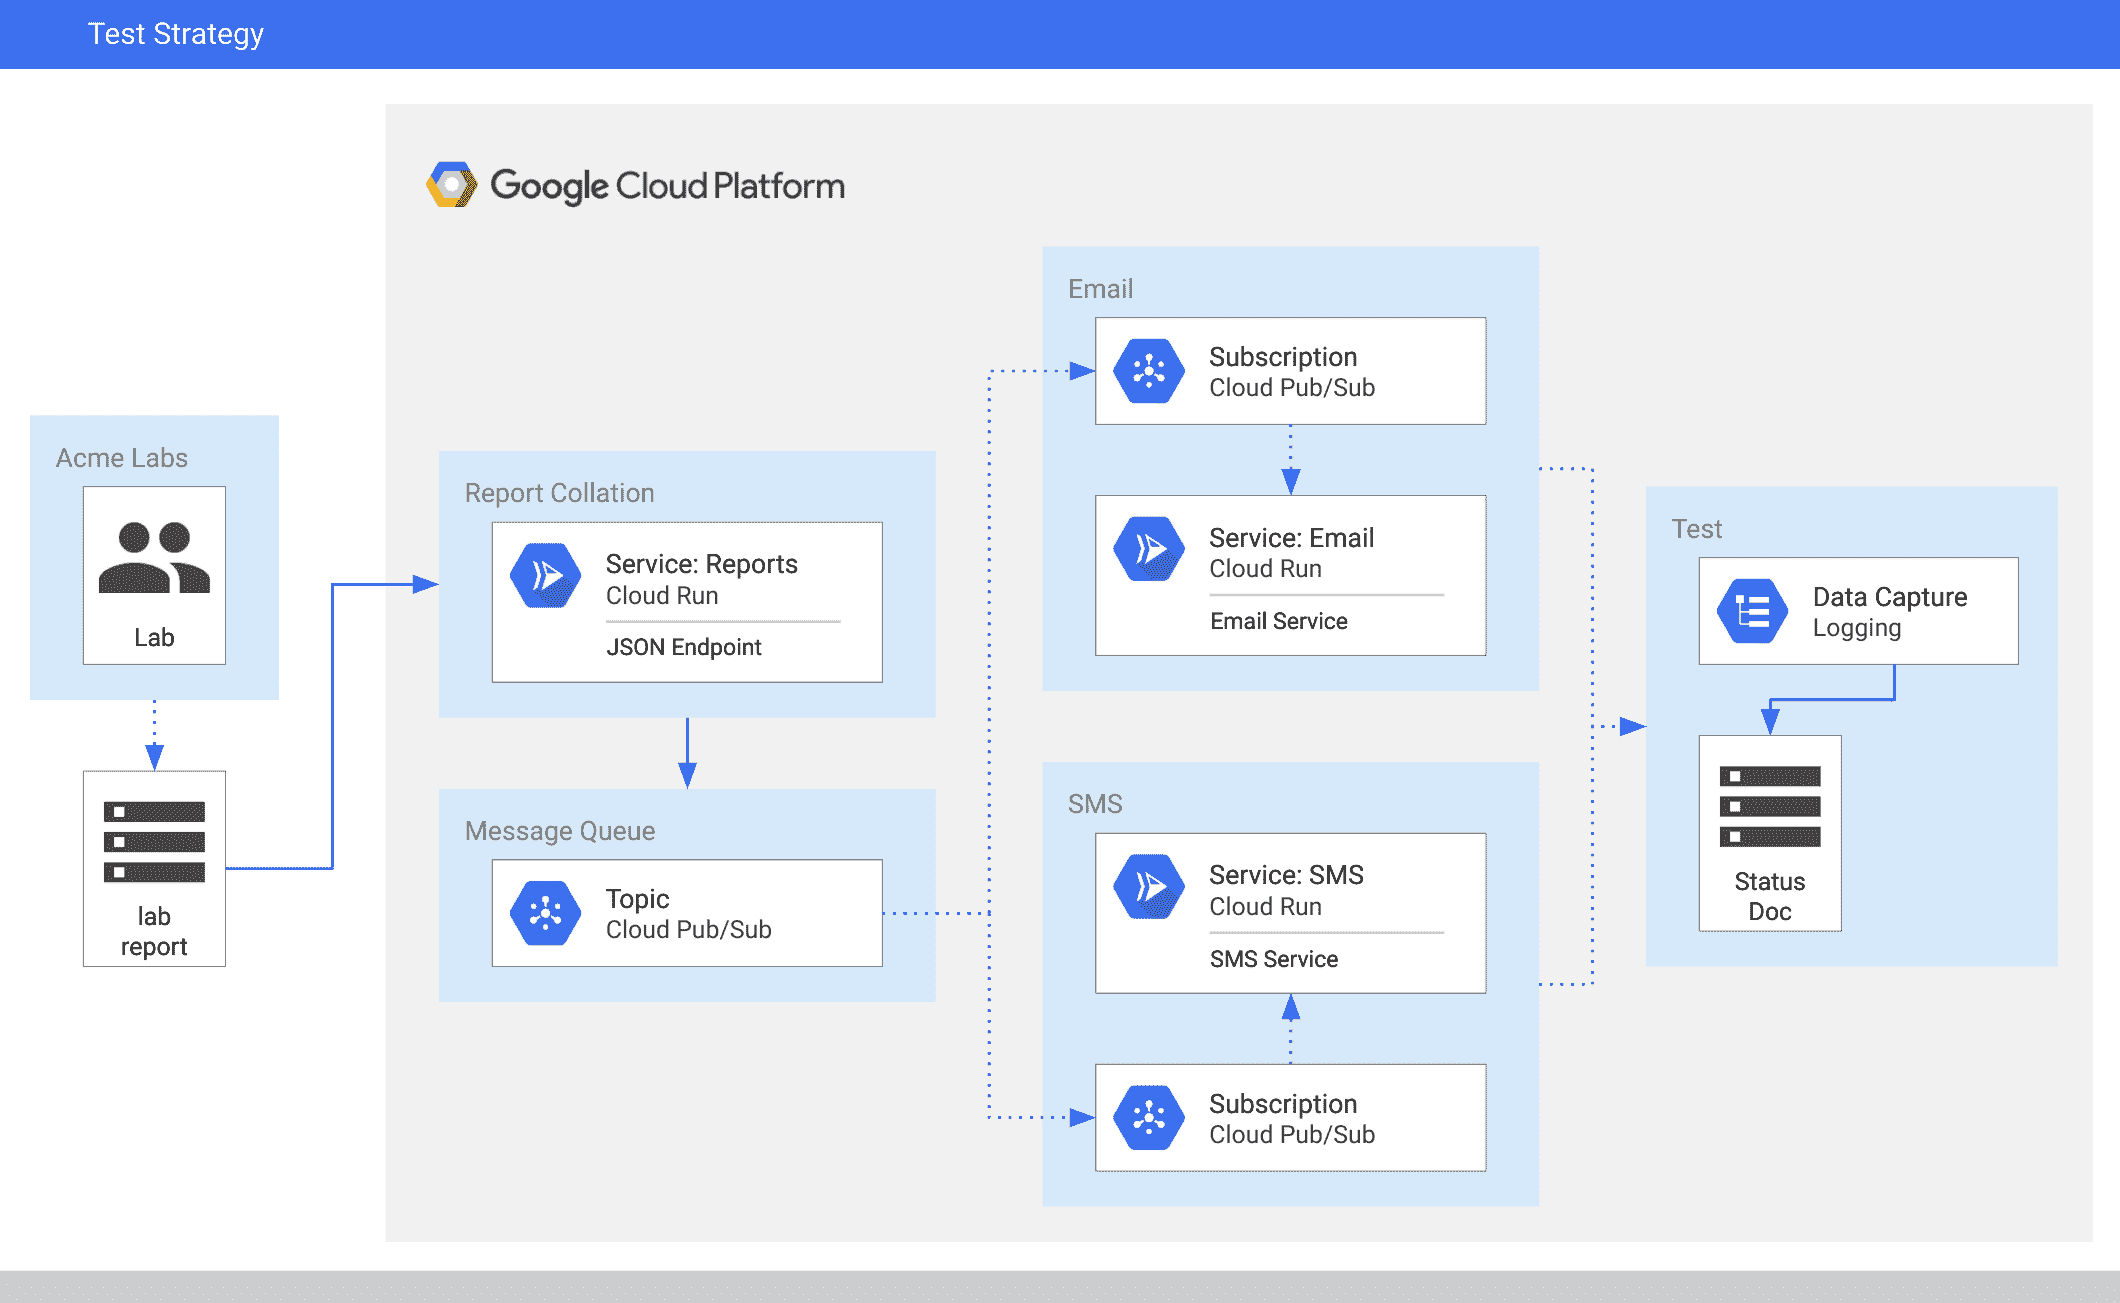 Test Strategy
Google Cloud Platform
Acme Labs
Lab
lab
report
Report Collation
Service: Reports
Cloud Run
JSON Endpoint
Message Queue
Topic
Cloud Pub/Sub
Email
Subscription
Cloud Pub/Sub
Service: Email
Cloud Run
Email Service
SMS
Service: SMS
Cloud Run
SMS Service
Subscription
Cloud Pub/Sub
Test
Data Capture
Logging
Status
Doc